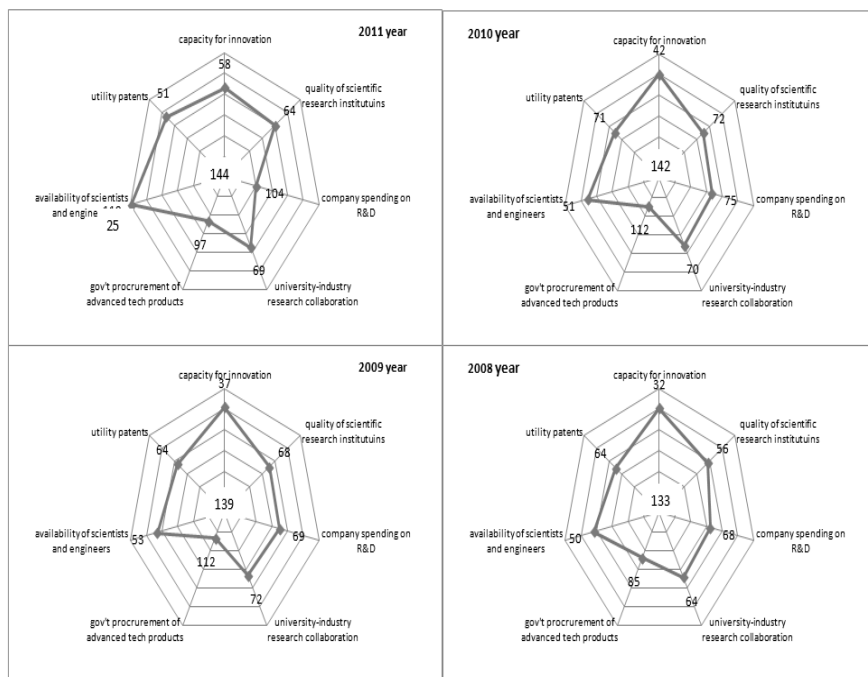 2011 year
capacity for innovation
58
quality of scientific
research institutuins
64
utility patents
51
144
104
company spending on
R&D
availability of scientists
and engine
25
97
69
gov't procurement of
advanced tech products
university-industry
research collaboration
2010 year
capacity for innovation
42
quality of scientific
research institutuins
72
utility patents
71
142
75
company spending on
R&D
availability of scientists
and engineers
51
112
70
gov't procurement of
advanced tech products
university-industry
research collaboration
2009 year
capacity for innovation
37
quality of scientific
research institutuins
68
utility patents
64
139
69
company spending on
R&D
availability of scientists
and engineers
53
112
72
gov't procurement of
advanced tech products
university-industry
research collaboration
2008 year
capacity for innovation
32
quality of scientific
research institutuins
56
utility patents
64
133
68
company spending on
R&D
availability of scientists
and engineers
50
85
64
gov't procurement of
advanced tech products
university-industry
research collaboration